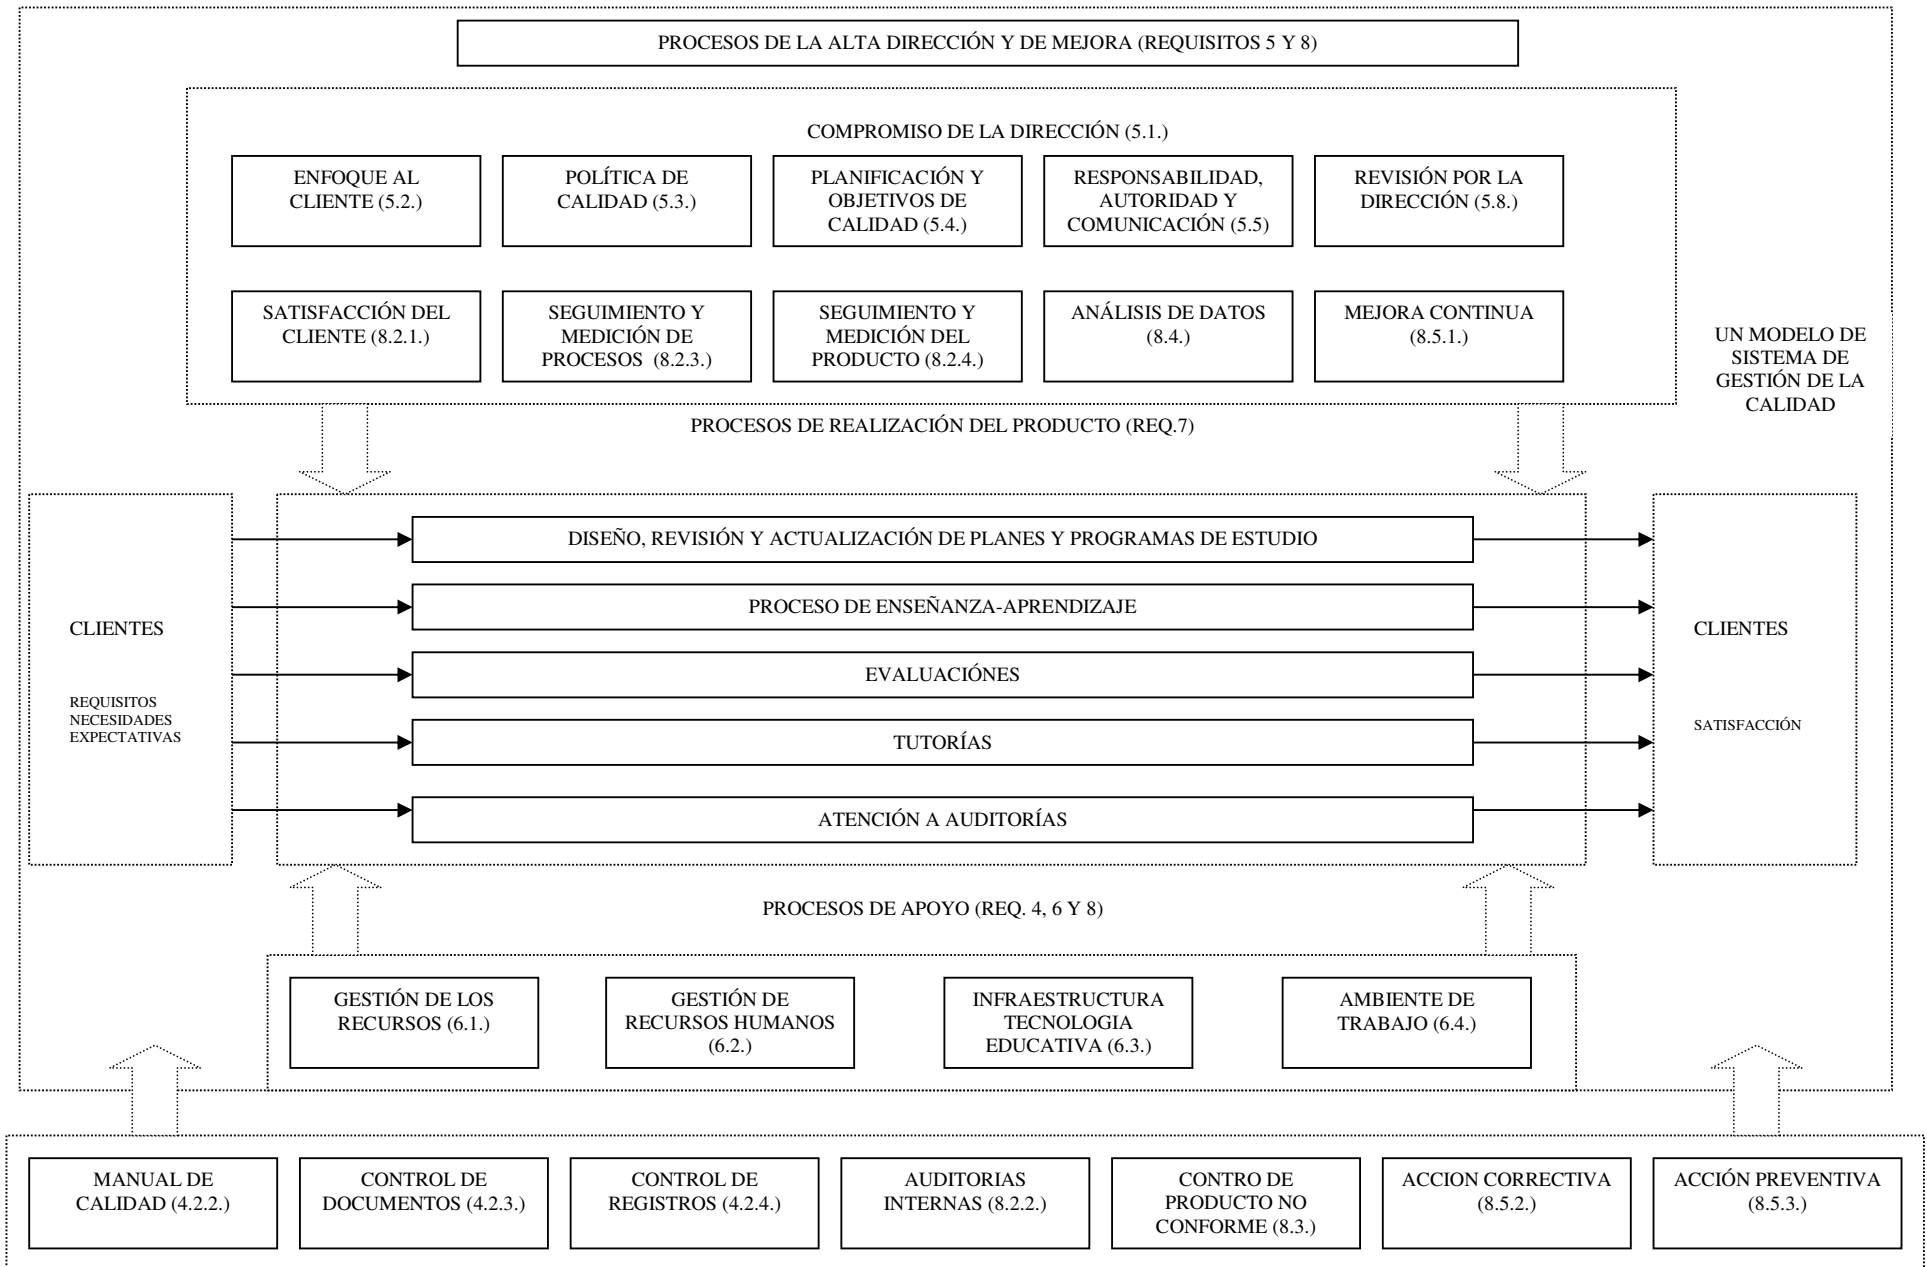 PROCESOS DE LA ALTA DIRECCIÓN Y DE MEJORA (REQUISITOS 5 Y 8)
COMPROMISO DE LA DIRECCIÓN (5.1.)
ENFOQUE AL
CLIENTE (5.2.)
POLÍTICA DE
CALIDAD (5.3.)
PLANIFICACIÓN Y
OBJETIVOS DE
CALIDAD (5.4.)
RESPONSABILIDAD,
AUTORIDAD Y
COMUNICACIÓN (5.5)
REVISIÓN POR LA
DIRECCIÓN (5.8.)
SATISFACCIÓN DEL
CLIENTE (8.2.1.)
SEGUIMIENTO Y
MEDICIÓN DE
PROCESOS (8.2.3.)
SEGUIMIENTO Y
MEDICIÓN DEL
PRODUCTO (8.2.4.)
ANÁLISIS DE DATOS
(8.4.)
MEJORA CONTINUA
(8.5.1.)
UN MODELO DE
SISTEMA DE
GESTIÓN DE LA
CALIDAD
PROCESOS DE REALIZACIÓN DEL PRODUCTO (REQ.7)
CLIENTES
REQUISITOS
NECESIDADES
EXPECTATIVAS
DISEÑO, REVISIÓN Y ACTUALIZACIÓN DE PLANES Y PROGRAMAS DE ESTUDIO
PROCESO DE ENSEÑANZA-APRENDIZAJE
EVALUACIÓNES
TUTORÍAS
ATENCIÓN A AUDITORÍAS
CLIENTES
SATISFACCIÓN
PROCESOS DE APOYO (REQ. 4, 6 Y 8)
GESTIÓN DE LOS
RECURSOS (6.1.)
GESTIÓN DE
RECURSOS HUMANOS
(6.2.)
INFRAESTRUCTURA
TECNOLOGIA
EDUCATIVA (6.3.)
AMBIENTE DE
TRABAJO (6.4.)
MANUAL DE
CALIDAD (4.2.2.)
CONTROL DE
DOCUMENTOS (4.2.3.)
CONTROL DE
REGISTROS (4.2.4.)
AUDITORIAS
INTERNAS (8.2.2.)
CONTRO DE
PRODUCTO NO
CONFORME (8.3.)
ACCION CORRECTIVA
(8.5.2.)
ACCIÓN PREVENTIVA
(8.5.3.)